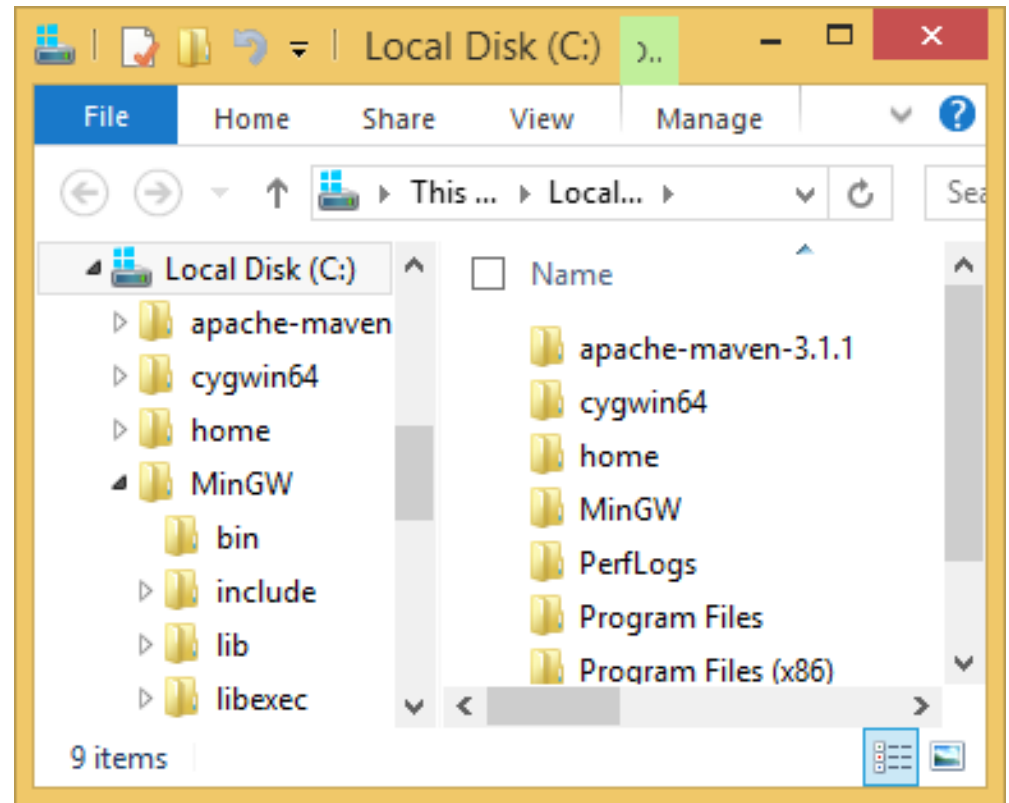 Local Disk (C:)
File Home Share View Manage
This ... Local...
Local Disk (C:)
apache-maven
cygwin64
home
MinGW
bin
include
lib
libexec
Name
apache-maven-3.1.1
cygwin64
home
MinGW
PerfLogs
Program Files
Program Files (x86)
9 items